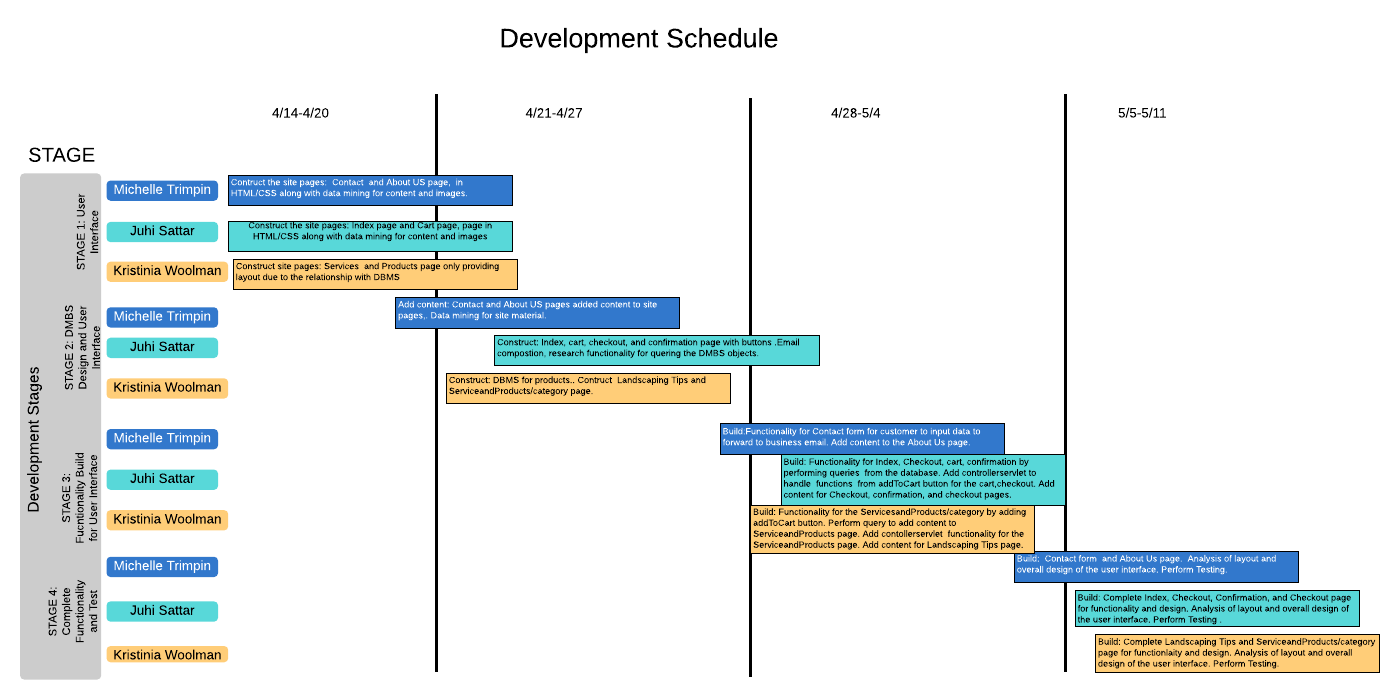 Development Schedule
4/14-4/20
4/21-4/27
4/28-5/4
5/5-5/11
STAGE
Development Stages
STAGE 1: User
Interface
Michelle Trimpin
Contruct the site pages:  Contact  and About US page,  in
HTML/CSS along with data mining for content and images.
Juhi Sattar
Construct the site pages: Index page and Cart page, page in
HTML/CSS along with data mining for content and images
Kristinia Woolman
Construct site pages: Services  and Products page only providing
layout due to the relationship with DBMS
STAGE 2: DMBS
Design and User
Interface
Michelle Trimpin
Add content: Contact and About US pages added content to site
pages,. Data mining for site material.
Juhi Sattar
Construct: Index, cart, checkout, and confirmation page with buttons .Email
compostion, research functionality for quering the DMBS objects.
Kristinia Woolman
Construct: DBMS for products.. Contruct  Landscaping Tips and
ServiceandProducts/category page.
STAGE 3:
Fucntionality Build
for User Interface
Michelle Trimpin
Build:Functionality for Contact form for customer to input data to
forward to business email. Add content to the About Us page.
Juhi Sattar
Build: Functionality for Index, Checkout, cart, confirmation by
performing queries  from the database. Add controllerservlet to
handle  functions  from addToCart button for the cart,checkout. Add
content for Checkout, confirmation, and checkout pages.
Kristinia Woolman
Build: Functionality for the ServicesandProducts/category by adding
addToCart button. Perform query to add content to
ServiceandProducts page. Add contollerservlet  functionality for the
ServiceandProducts page. Add content for Landscaping Tips page.
STAGE 4:
Complete
Functionality
and Test
Michelle Trimpin
Build:  Contact form  and About Us page.  Analysis of layout and
overall design of the user interface. Perform Testing.
Juhi Sattar
Build: Complete Index, Checkout, Confirmation, and Checkout page
for functionality and design. Analysis of layout and overall design of
the user interface. Perform Testing .
Kristinia Woolman
Build: Complete Landscaping Tips and ServiceandProducts/category
page for functionlaity and design. Analysis of layout and overall
design of the user interface. Perform Testing.